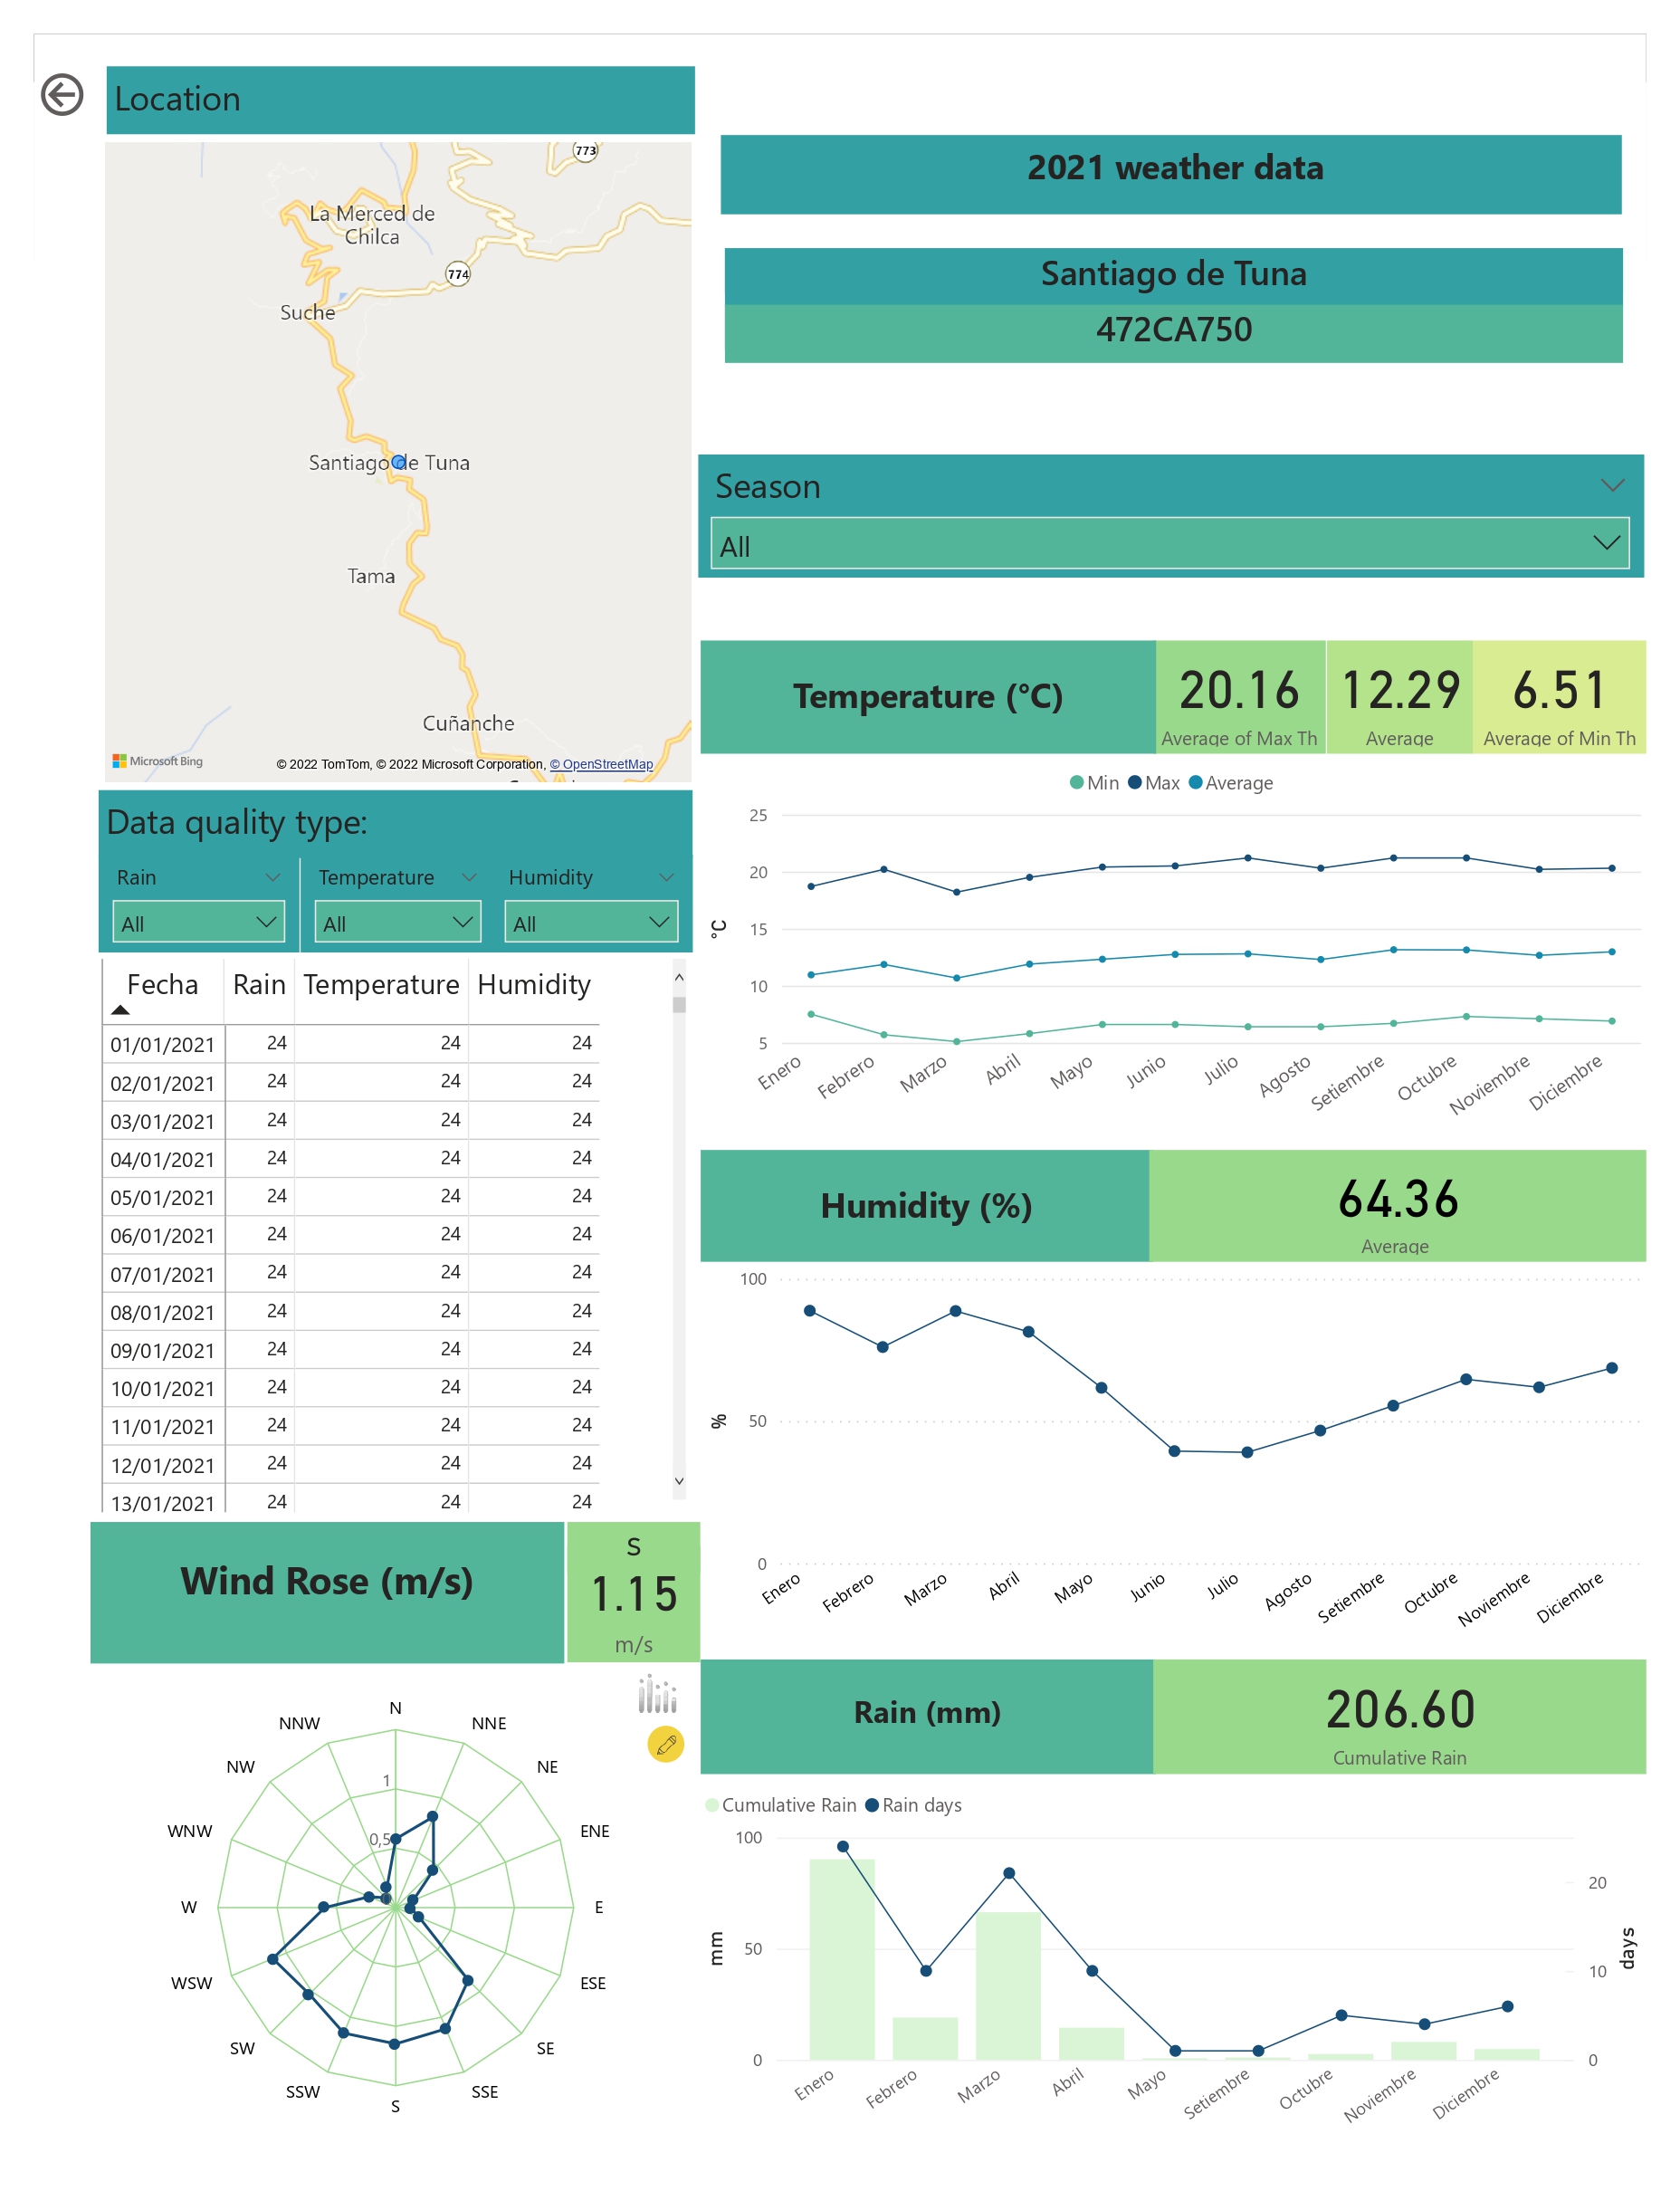 Location
773
La Merced de
Chilca
774
Suche
Santiago de Tuna
Tama
Cuñanche
Microsoft Bing
© 2022 TomTom, © 2022 Microsoft Corporation, © OpenStreetMap
2021 weather data
Santiago de Tuna
472CA750
Season
All
Data quality type:
Rain Temperature Humidity
All All All
Fecha Rain Temperature Humidity
01/01/2021 24 24 24
02/01/2021 24 24 24
03/01/2021 24 24 24
04/01/2021 24 24 24
05/01/2021 24 24 24
06/01/2021 24 24 24
07/01/2021 24 24 24
08/01/2021 24 24 24
09/01/2021 24 24 24
10/01/2021 24 24 24
11/01/2021 24 24 24
12/01/2021 24 24 24
13/01/2021 24 24 24
Temperature (°C)
20.16 12.29 6.51
Average of Max Th Average Average of Min Th
Min Max Average
25
20
15
10
5
°C
Enero Febrero Marzo Abril Mayo Junio Julio Agosto Setiembre Octubre Noviembre Diciembre
Humidity (%)
64.36
Average
100
50
0
%
Enero Febrero Marzo Abril Mayo Junio Julio Agosto Setiembre Octubre Noviembre Diciembre
Wind Rose (m/s)
S
1.15
m/s
N
NNE
NE
ENE
E
ESE
SE
SSE
S
SSW
SW
WSW
W
WNW
NW
NNW
1
0,5
0
Rain (mm)
206.60
Cumulative Rain
Cumulative Rain Rain days
100
50
0
mm
20
10
0
days
Enero Febrero Marzo Abril Mayo Setiembre Octubre Noviembre Diciembre